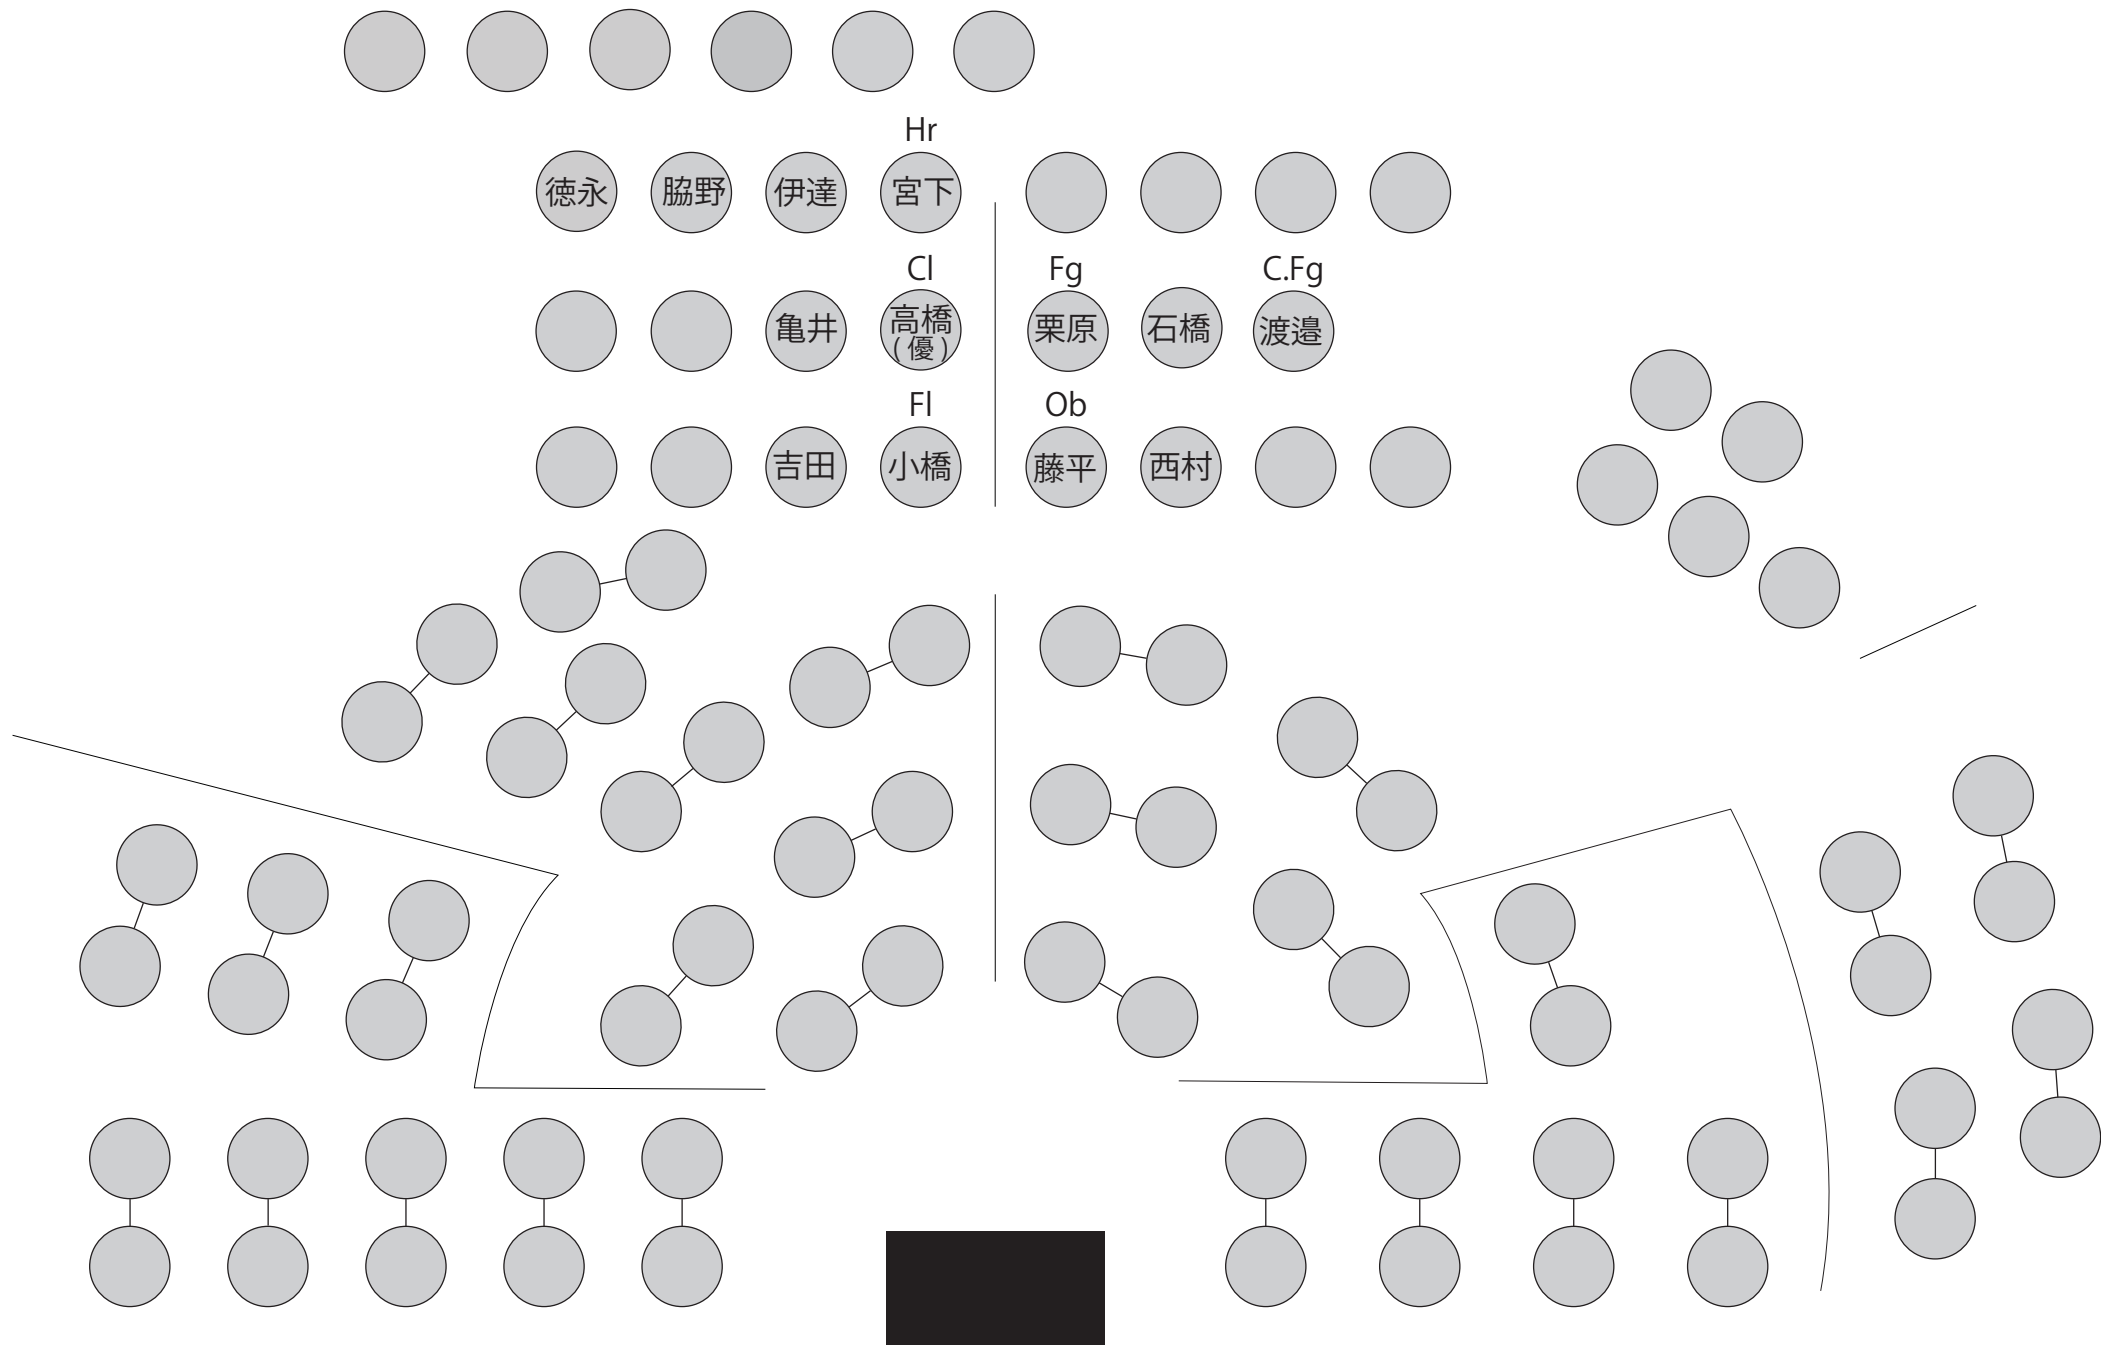 Hr
徳永 脇野 伊達 宮下
Cl Fg C.Fg
亀井 高橋 栗原 石橋 渡邉
(優)
Fl Ob
吉田 小橋 藤平 西村